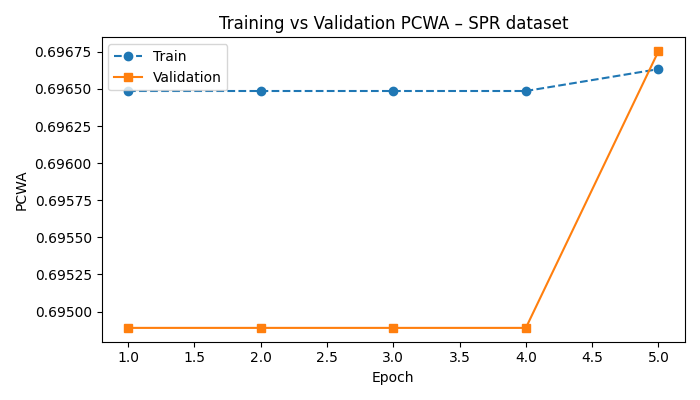 Training vs Validation PCWA – SPR dataset
Train
Validation
PCWA
0.69675
0.69650
0.69625
0.69600
0.69575
0.69550
0.69525
0.69500
1.0 1.5 2.0 2.5 3.0 3.5 4.0 4.5 5.0
Epoch